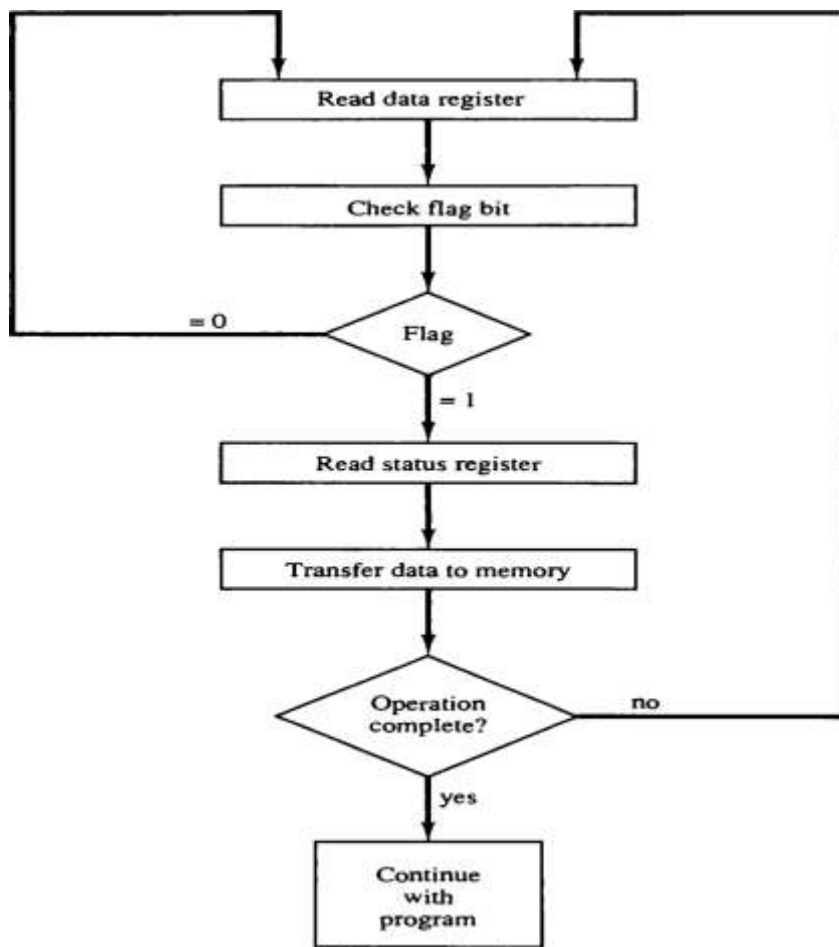 Read data register
Check flag bit
Flag
= 0
= 1
Read status register
Transfer data to memory
Operation
complete?
no
yes
Continue
with
program